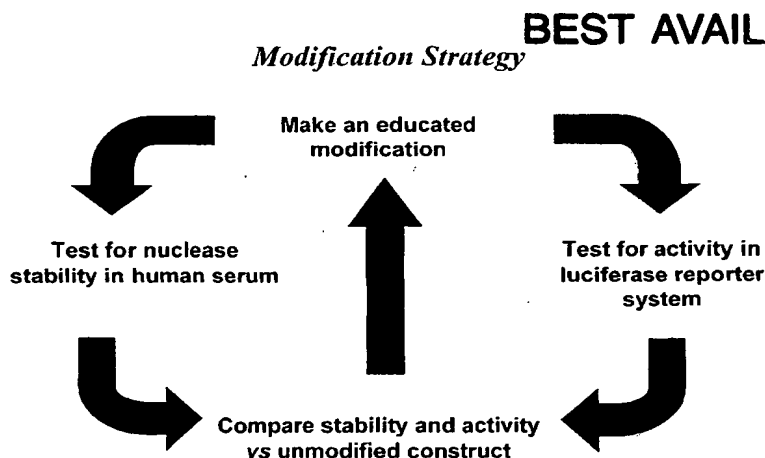 BEST AVAIL
Modification Strategy
Make an educated
modification
Test for nuclease
stability in human serum
Test for activity in
luciferase reporter
system
Compare stability and activity
vs unmodified construct